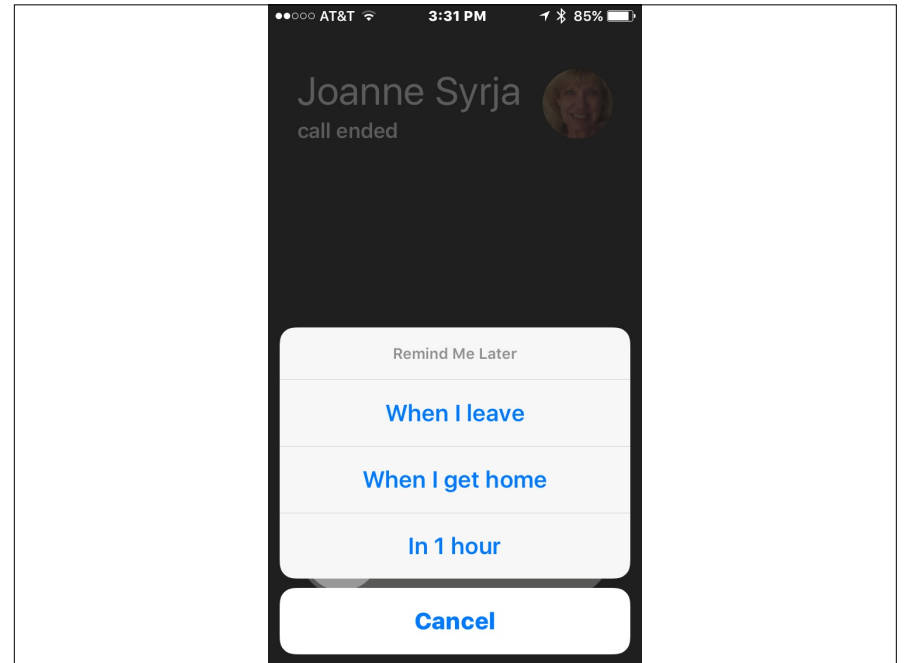 AT&T 3:31 PM 85%
Joanne Syrja
call ended
Remind Me Later
When I leave
When I get home
In 1 hour
Cancel